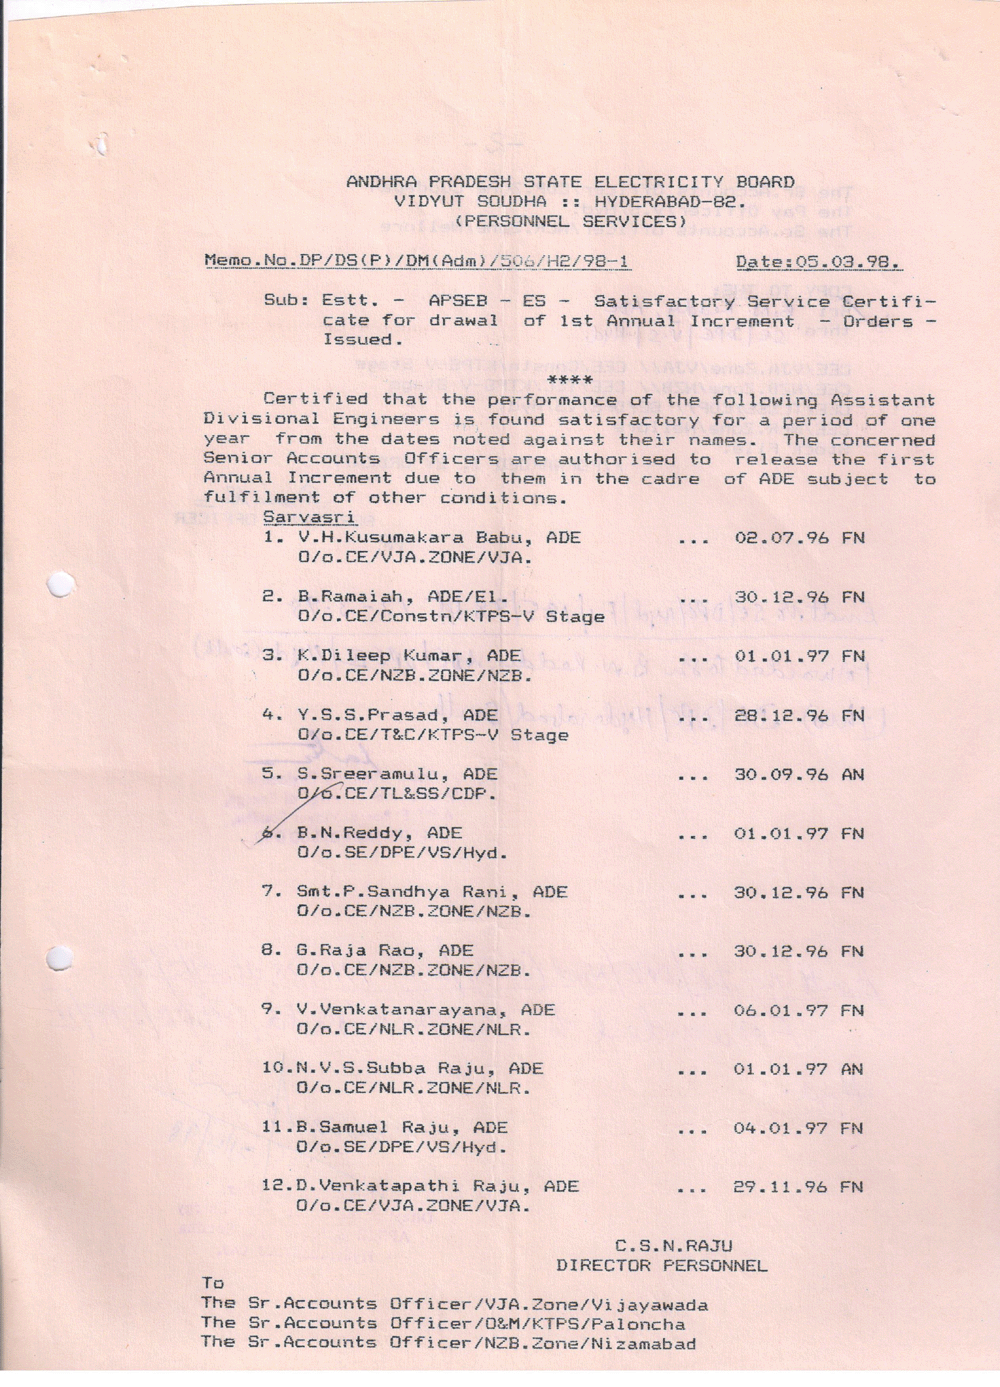 ANDHRA PRADESH STATE ELECTRICITY BOARD
VIDYUT SOUDHA :: HYDERABAD-82.
(PERSONNEL SERVICES)
Memo.No.DP/DS(P)/DM(Adm)/506/H2/98-1 Date:05.03.98.
Sub: Estt. - APSEB - ES - Satisfactory Service Certifi-
cate for drawal of 1st Annual Increment - Orders -
Issued.
****
Certified that the performance of the following Assistant
Divisional Engineers is found satisfactory for a period of one
year from the dates noted against their names. The concerned
Senior Accounts Officers are authorised to release the first
Annual Increment due to them in the cadre of ADE subject to
fulfilment of other conditions.
Sarvasri
1. V.H.Kusumakara Babu, ADE ... 02.07.96 FN
O/o.CE/VJA.ZONE/VJA.
2. B.Ramaiah, ADE/El. ... 30.12.96 FN
O/o.CE/Constn/KTPS-V Stage
3. K.Dileep Kumar, ADE ... 01.01.97 FN
O/o.CE/NZB.ZONE/NZB.
4. Y.S.S.Prasad, ADE ... 28.12.96 FN
O/o.CE/T&C/KTPS-V Stage
5. S.Sreeramulu, ADE ... 30.09.96 AN
O/o.CE/TL&SS/CDP.
6. B.N.Reddy, ADE ... 01.01.97 FN
O/o.SE/DPE/VS/Hyd.
7. Smt.P.Sandhya Rani, ADE ... 30.12.96 FN
O/o.CE/NZB.ZONE/NZB.
8. G.Raja Rao, ADE ... 30.12.96 FN
O/o.CE/NZB.ZONE/NZB.
9. V.Venkatanarayana, ADE ... 06.01.97 FN
O/o.CE/NLR.ZONE/NLR.
10.N.V.S.Subba Raju, ADE ... 01.01.97 AN
O/o.CE/NLR.ZONE/NLR.
11.B.Samuel Raju, ADE ... 04.01.97 FN
O/o.SE/DPE/VS/Hyd.
12.D.Venkatapathi Raju, ADE ... 29.11.96 FN
O/o.CE/VJA.ZONE/VJA.
C.S.N.RAJU
DIRECTOR PERSONNEL
To
The Sr.Accounts Officer/VJA.Zone/Vijayawada
The Sr.Accounts Officer/O&M/KTPS/Paloncha
The Sr.Accounts Officer/NZB.Zone/Nizamabad